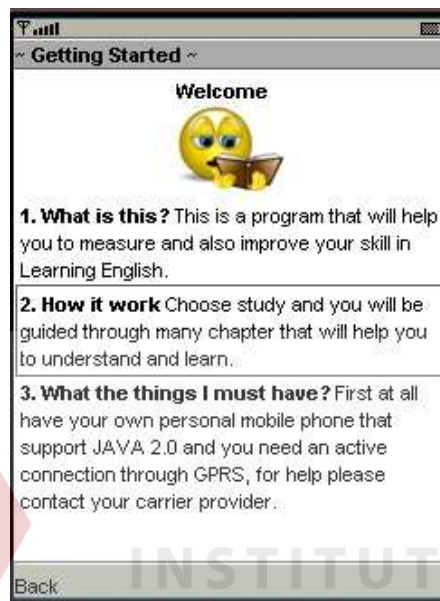 ~ Getting Started ~
Welcome
1. What is this? This is a program that will help
you to measure and also improve your skill in
Learning English.
2. How it work Choose study and you will be
guided through many chapter that will help you
to understand and learn.
3. What the things I must have? First at all
have your own personal mobile phone that
support JAVA 2.0 and you need an active
connection through GPRS, for help please
contact your carrier provider.
INSTITUT
Back